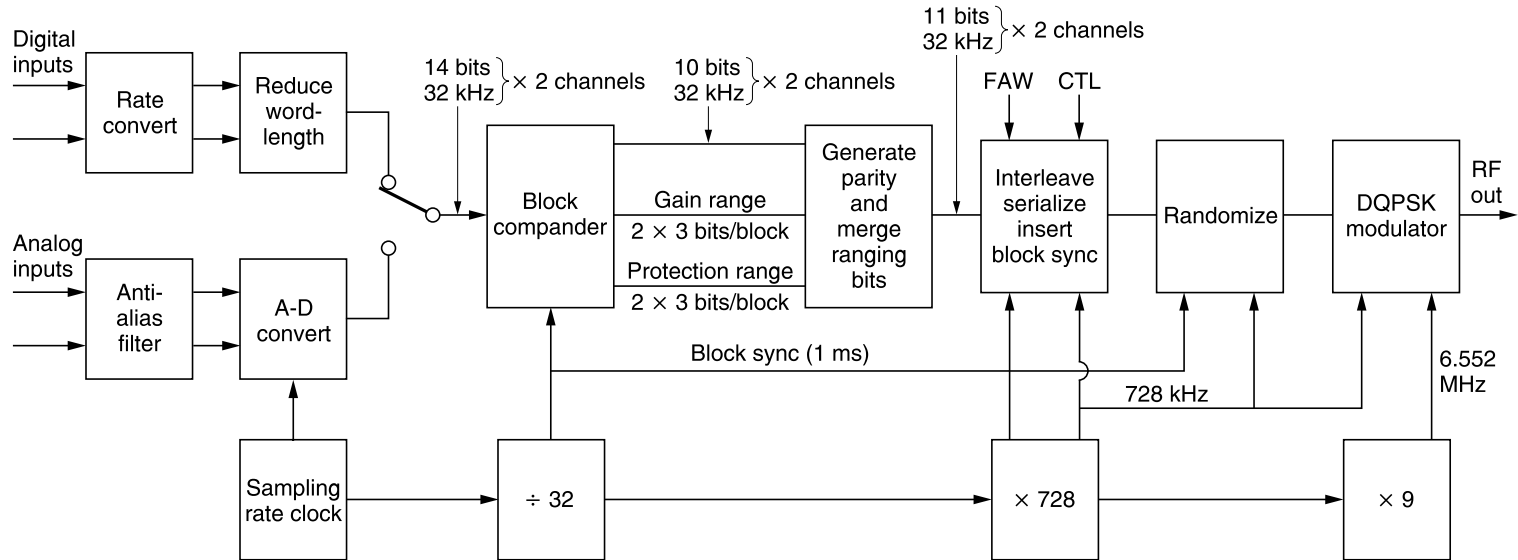 Digital
inputs
Rate
convert
Reduce
word-
length
14 bits
32 kHz
× 2 channels
10 bits
32 kHz
× 2 channels
11 bits
32 kHz
× 2 channels
FAW
CTL
Block
compander
Gain range
2 × 3 bits/block
Protection range
2 × 3 bits/block
Generate
parity
and
merge
ranging
bits
Interleave
serialize
insert
block sync
Randomize
DQPSK
modulator
RF
out
Analog
inputs
Anti-
alias
filter
A-D
convert
Block sync (1 ms)
728 kHz
6.552
MHz
Sampling
rate clock
÷ 32
× 728
× 9